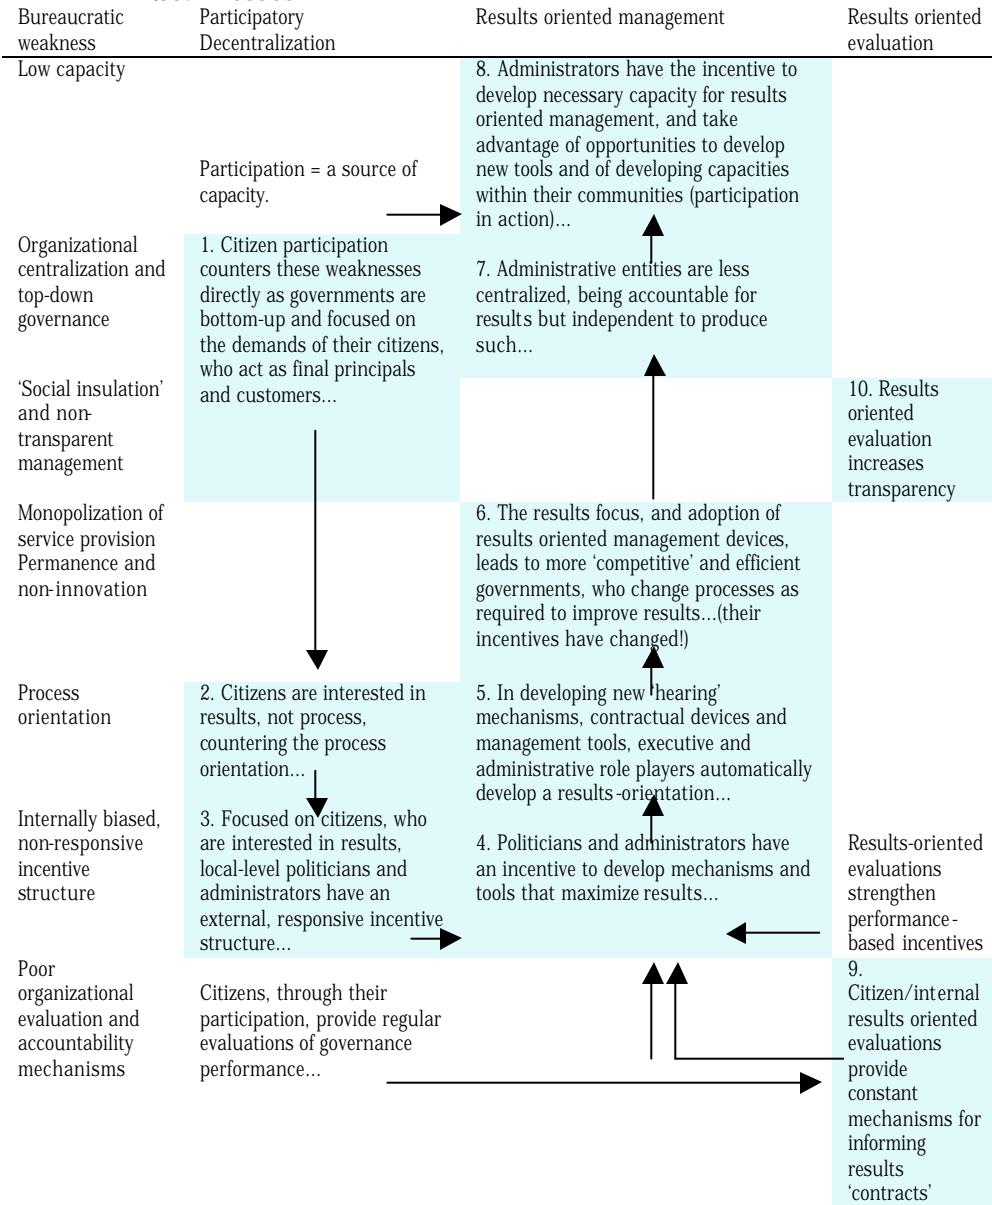 Bureaucratic
weakness
Participatory
Decentralization
Results oriented management
Results oriented
evaluation
Low capacity
Participation = a source of
capacity.
8. Administrators have the incentive to
develop necessary capacity for results
oriented management, and take
advantage of opportunities to develop
new tools and of developing capacities
within their communities (participation
in action)…
Organizational
centralization and
top-down
governance
1. Citizen participation
counters these weaknesses
directly as governments are
bottom-up and focused on
the demands of their citizens,
who act as final principals
and customers…
7. Administrative entities are less
centralized, being accountable for
results but independent to produce
such…
‘Social insulation’
and non-
transparent
management
10. Results
oriented
evaluation
increases
transparency
Monopolization of
service provision
Permanence and
non-innovation
6. The results focus, and adoption of
results oriented management devices,
leads to more ‘competitive’ and efficient
governments, who change processes as
required to improve results…(their
incentives have changed!)
Process
orientation
2. Citizens are interested in
results, not process,
countering the process
orientation…
5. In developing new ‘hearing’
mechanisms, contractual devices and
management tools, executive and
administrative role players automatically
develop a results-orientation…
Internally biased,
non-responsive
incentive
structure
3. Focused on citizens, who
are interested in results,
local-level politicians and
administrators have an
external, responsive incentive
structure…
4. Politicians and administrators have
an incentive to develop mechanisms and
tools that maximize results…
Results-oriented
evaluations
strengthen
performance-
based incentives
Poor
organizational
evaluation and
accountability
mechanisms
Citizens, through their
participation, provide regular
evaluations of governance
performance…
9.
Citizen/internal
results oriented
evaluations
provide
constant
mechanisms for
informing
results
‘contracts’